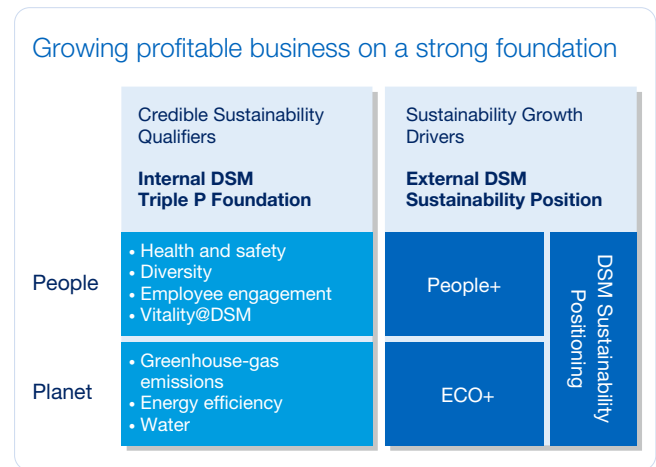 Growing profitable business on a strong foundation
Credible Sustainability
Qualifiers
Internal DSM
Triple P Foundation
Sustainability Growth
Drivers
External DSM
Sustainability Position
People
• Health and safety
• Diversity
• Employee engagement
• Vitality@DSM
People+
DSM Sustainability
Positioning
Planet
• Greenhouse-gas
emissions
• Energy efficiency
• Water
ECO+